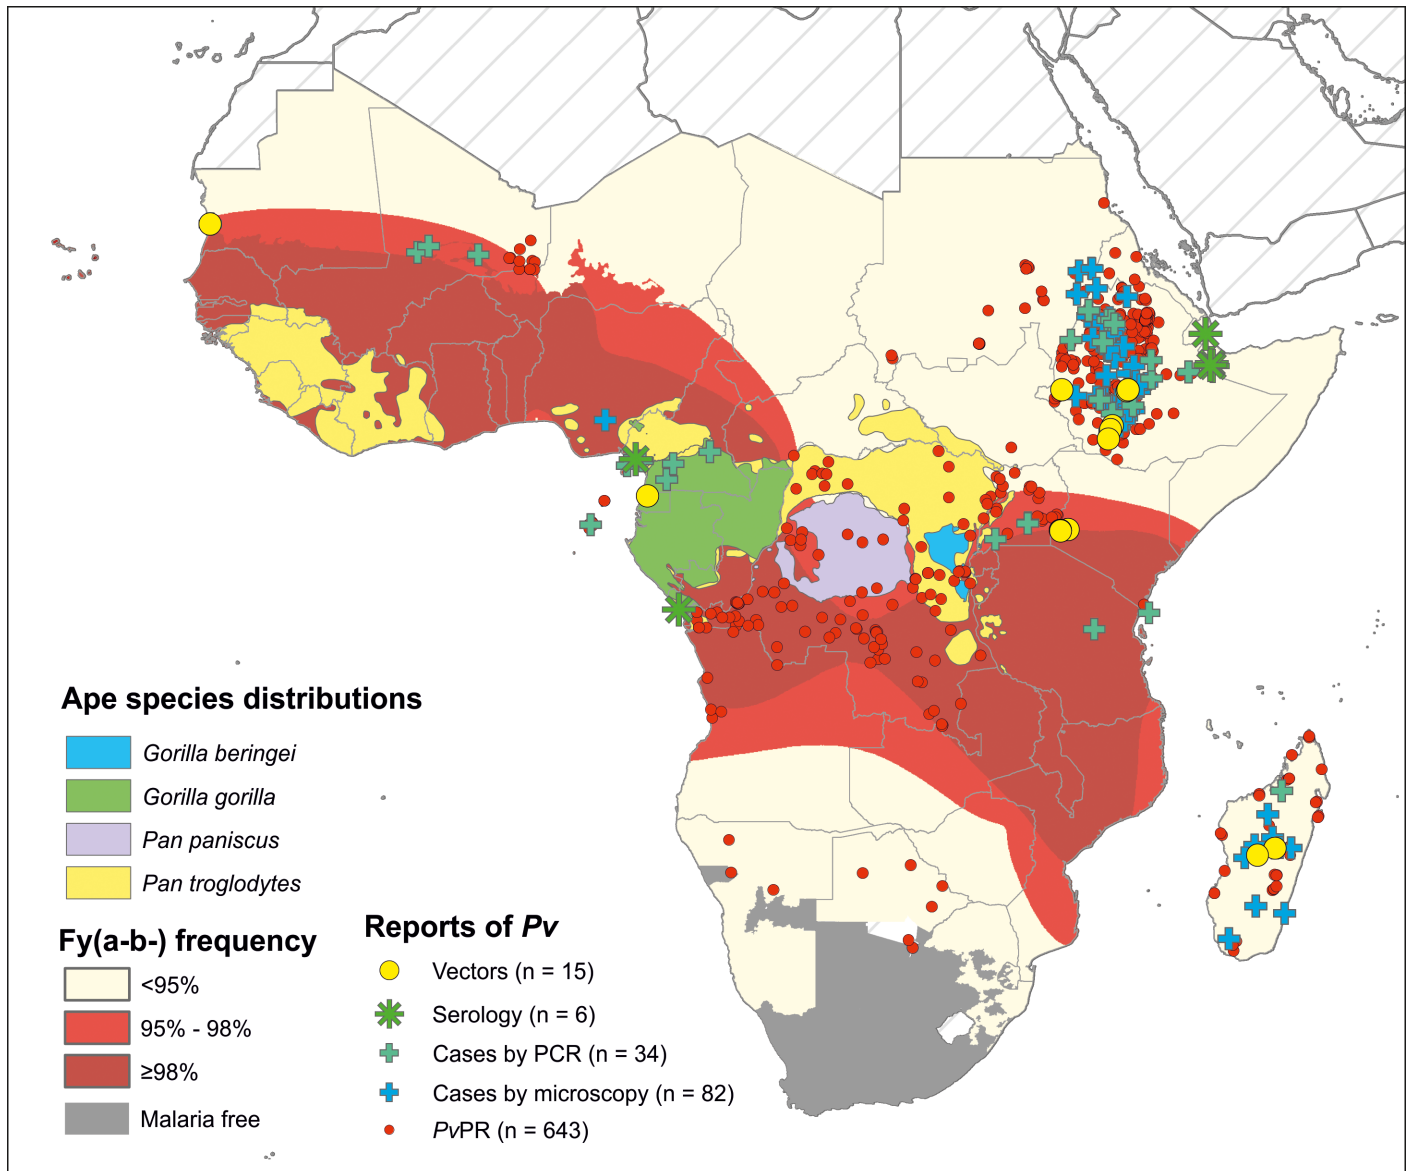 Ape species distributions
Gorilla beringei
Gorilla gorilla
Pan paniscus
Pan troglodytes
Fy(a-b-) frequency
<95%
95% - 98%
≥98%
Malaria free
Reports of Pv
Vectors (n = 15)
Serology (n = 6)
Cases by PCR (n = 34)
Cases by microscopy (n = 82)
PvPR (n = 643)